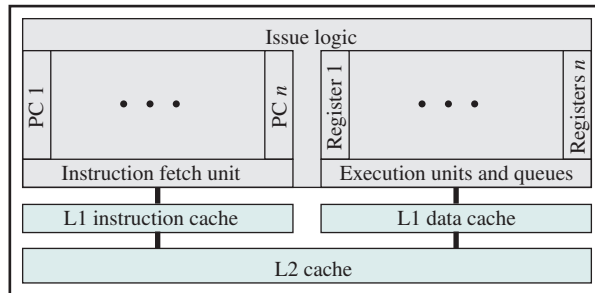 Issue logic
PC 1
• • •
PC n
Register 1
• • •
Registers n
Instruction fetch unit
Execution units and queues
L1 instruction cache
L1 data cache
L2 cache